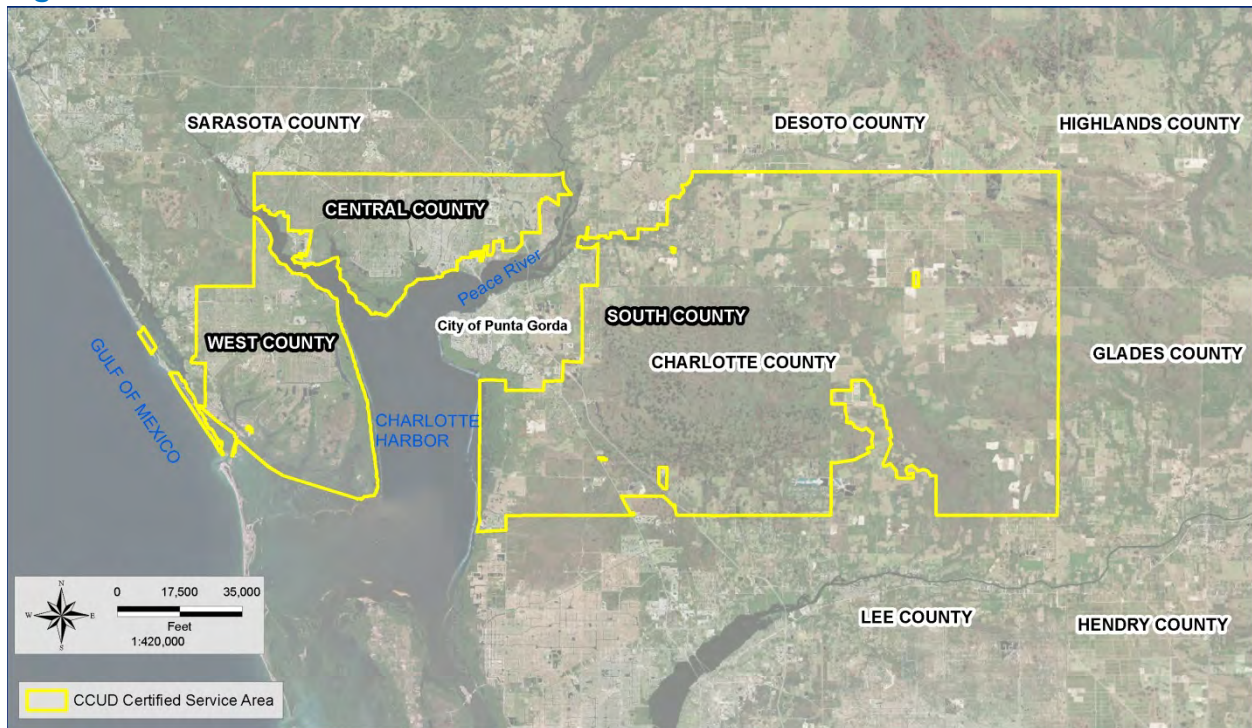 SARASOTA COUNTY
DESOTO COUNTY
HIGHLANDS COUNTY
CENTRAL COUNTY
Peace River
City of Punta Gorda
SOUTH COUNTY
WEST COUNTY
CHARLOTTE COUNTY
GLADES COUNTY
GULF OF MEXICO
CHARLOTTE
HARBOR
N
W
E
S
0 17,500 35,000
Feet
1:420,000
LEE COUNTY
HENDRY COUNTY
CCUD Certified Service Area